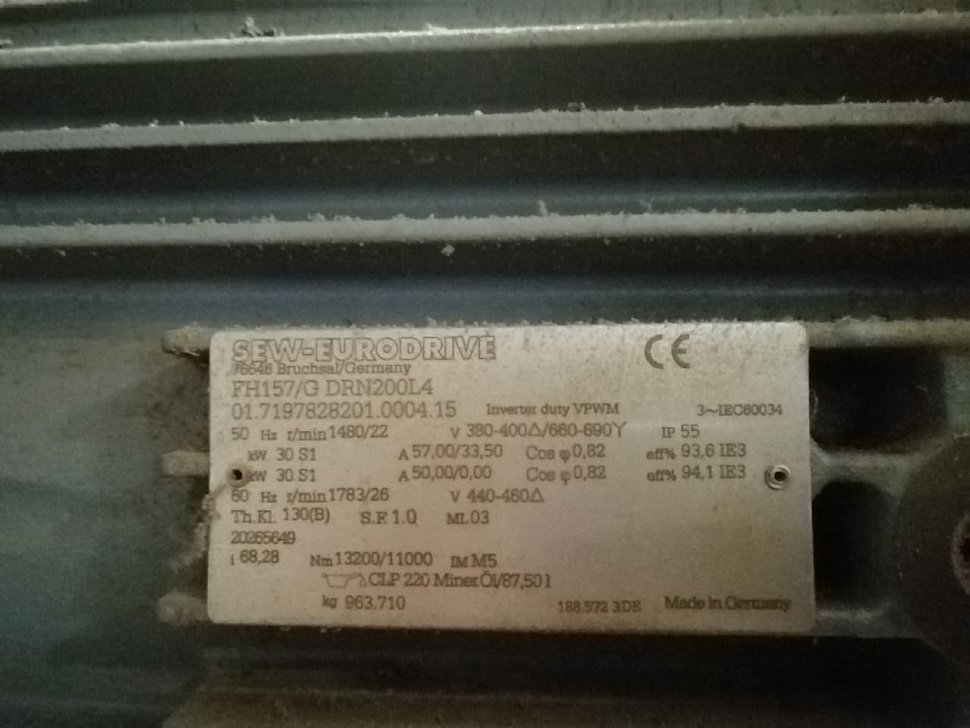 SEW-EURODRIVE CE
76646 Bruchsal/Germany
FH157/G DRN200L4
01.7197828201.0004.15 Inverter duty VPWM 3~IEC60034
50 Hz r/min 1480/22 V 380-400Δ/660-690Y IP 55
kW 30 S1 A 57,00/33,50 Cos φ 0,82 eff% 93,6 IE3
kW 30 S1 A 50,00/0,00 Cos φ 0,82 eff% 94,1 IE3
60 Hz r/min 1783/26 V 440-460Δ
Th.Kl. 130(B) S.F. 1.0 ML 03
20265649
i 68,28 Nm 13200/11000 IM M5
CLP 220 Miner.Öl/87,50 l
kg 963.710 188 572 3.DE Made in Germany